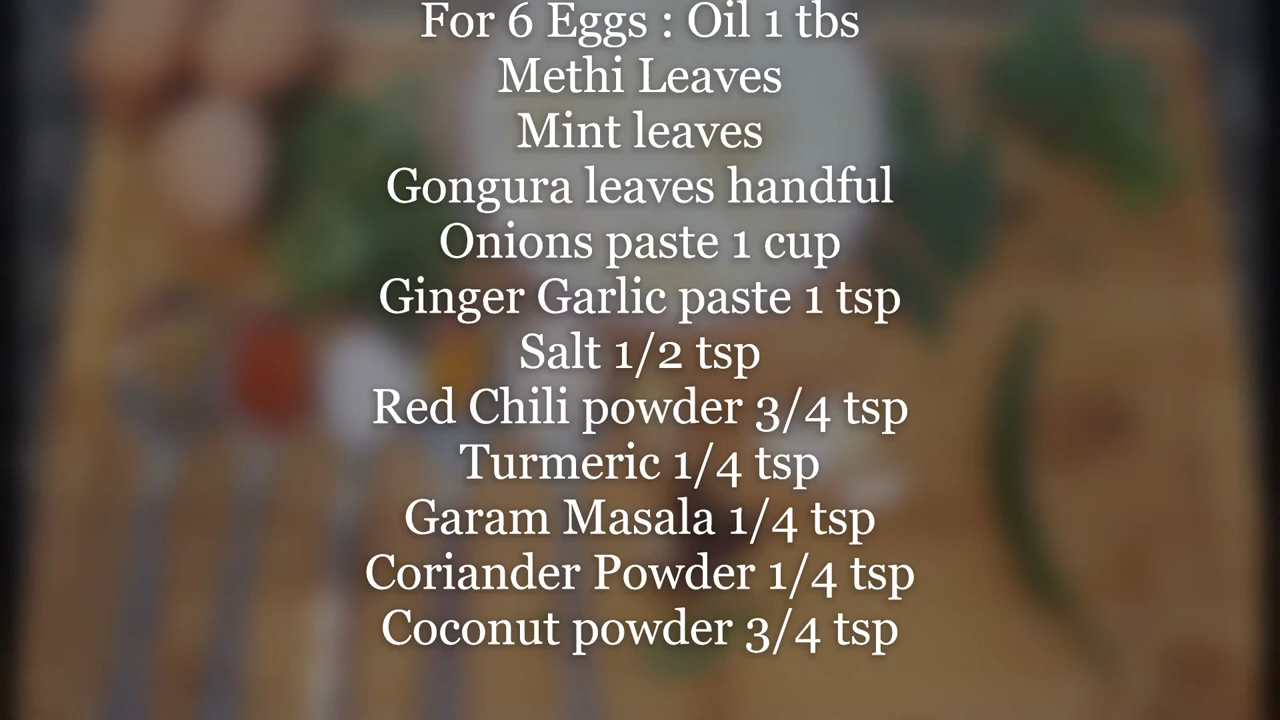 For 6 Eggs : Oil 1 tbs
Methi Leaves
Mint leaves
Gongura leaves handful
Onions paste 1 cup
Ginger Garlic paste 1 tsp
Salt 1/2 tsp
Red Chili powder 3/4 tsp
Turmeric 1/4 tsp
Garam Masala 1/4 tsp
Coriander Powder 1/4 tsp
Coconut powder 3/4 tsp